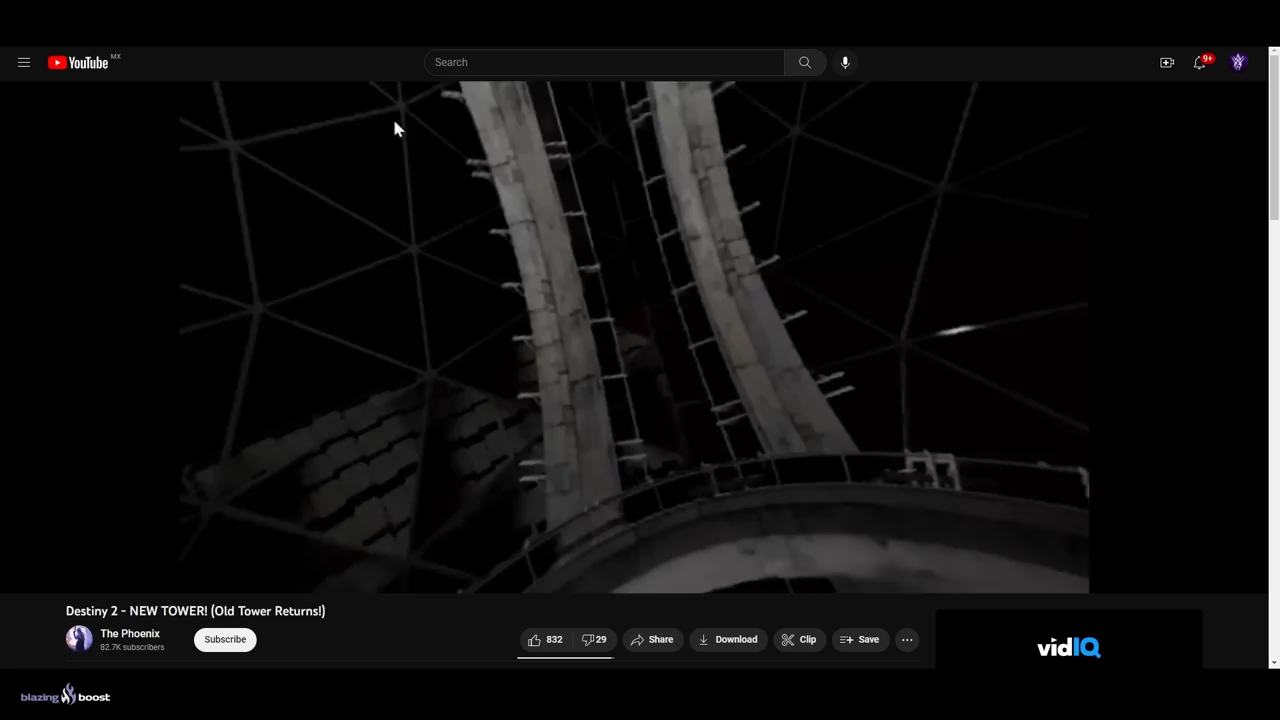 YouTube MX
Search
9+
Destiny 2 - NEW TOWER! (Old Tower Returns!)
The Phoenix
82.7K subscribers
Subscribe
832
29
Share
Download
Clip
Save
vidIQ
blazing boost